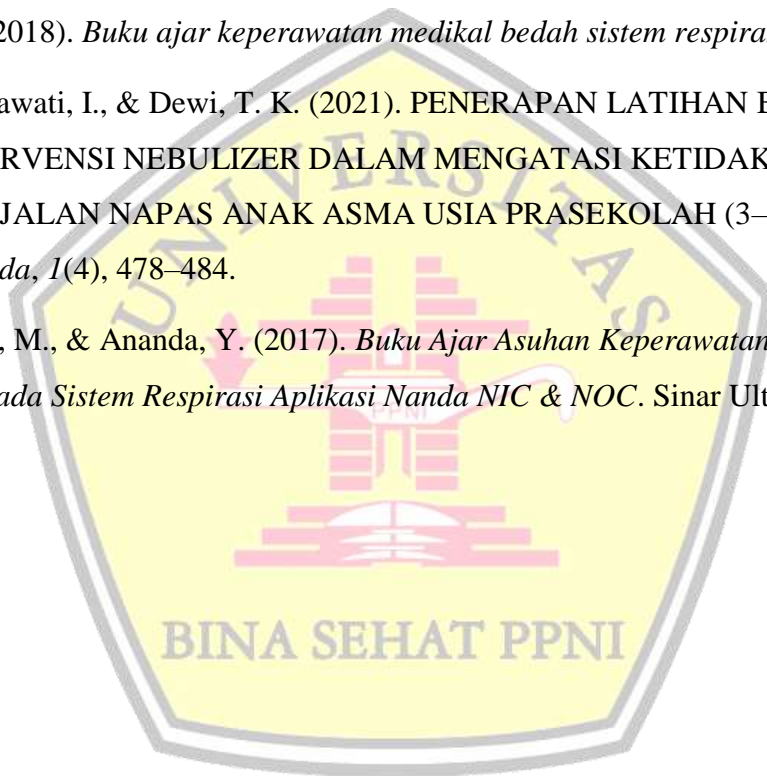 2018). Buku ajar keperawatan medikal bedah sistem respira
awati, I., & Dewi, T. K. (2021). PENERAPAN LATIHAN
RVENSI NEBULIZER DALAM MENGATASI KETIDAK
JALAN NAPAS ANAK ASMA USIA PRASEKOLAH (3–
da, 1(4), 478–484.
, M., & Ananda, Y. (2017). Buku Ajar Asuhan Keperawatan
ada Sistem Respirasi Aplikasi Nanda NIC & NOC. Sinar Ult
UNIVERSITAS
PPNI
BINA SEHAT PPNI